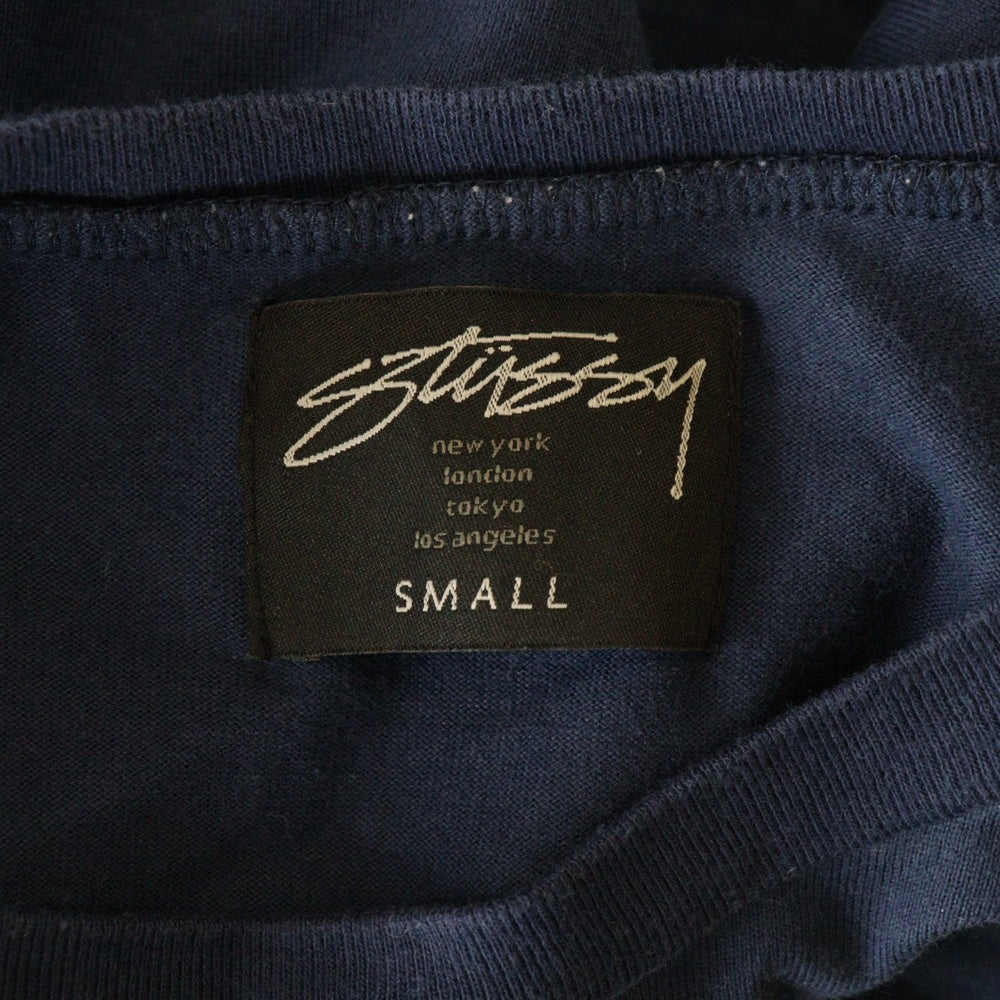 stüssy
new york
london
tokyo
los angeles
SMALL